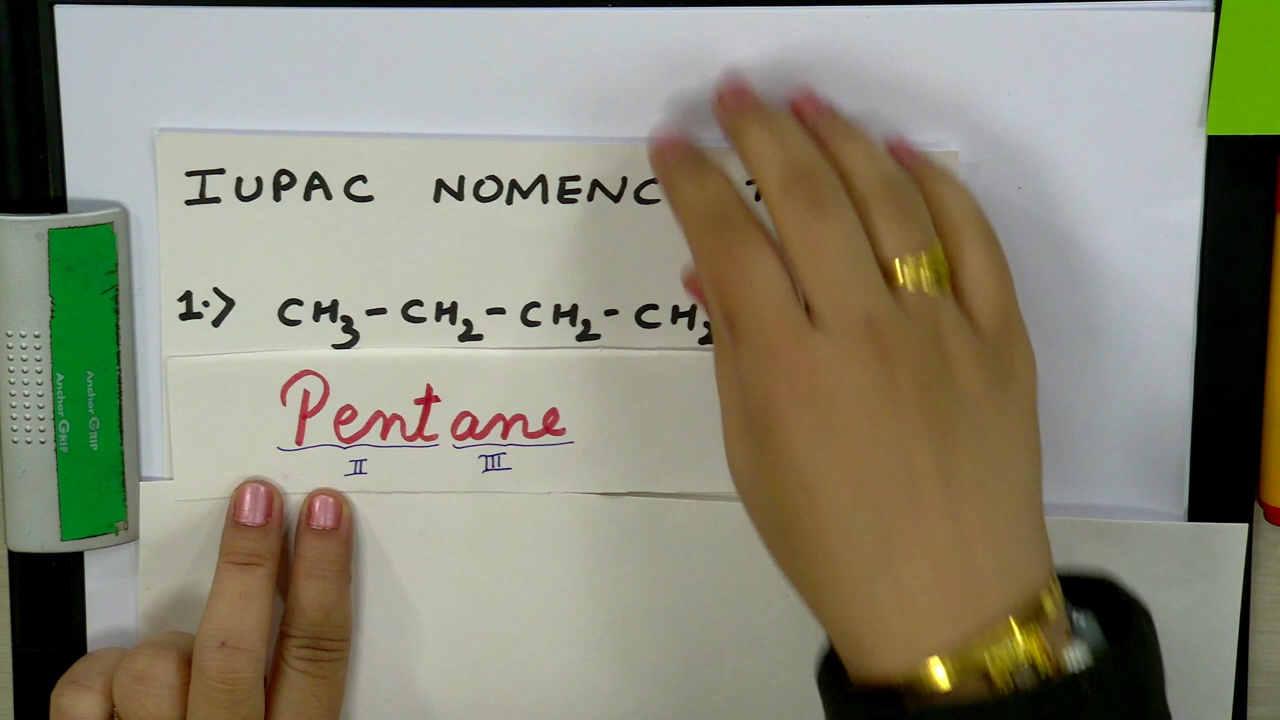 IUPAC NOMENC
1.> CH₃-CH₂-CH₂-CH₂
Pentane
II III
Anchor GRIP
Anchor GRIP